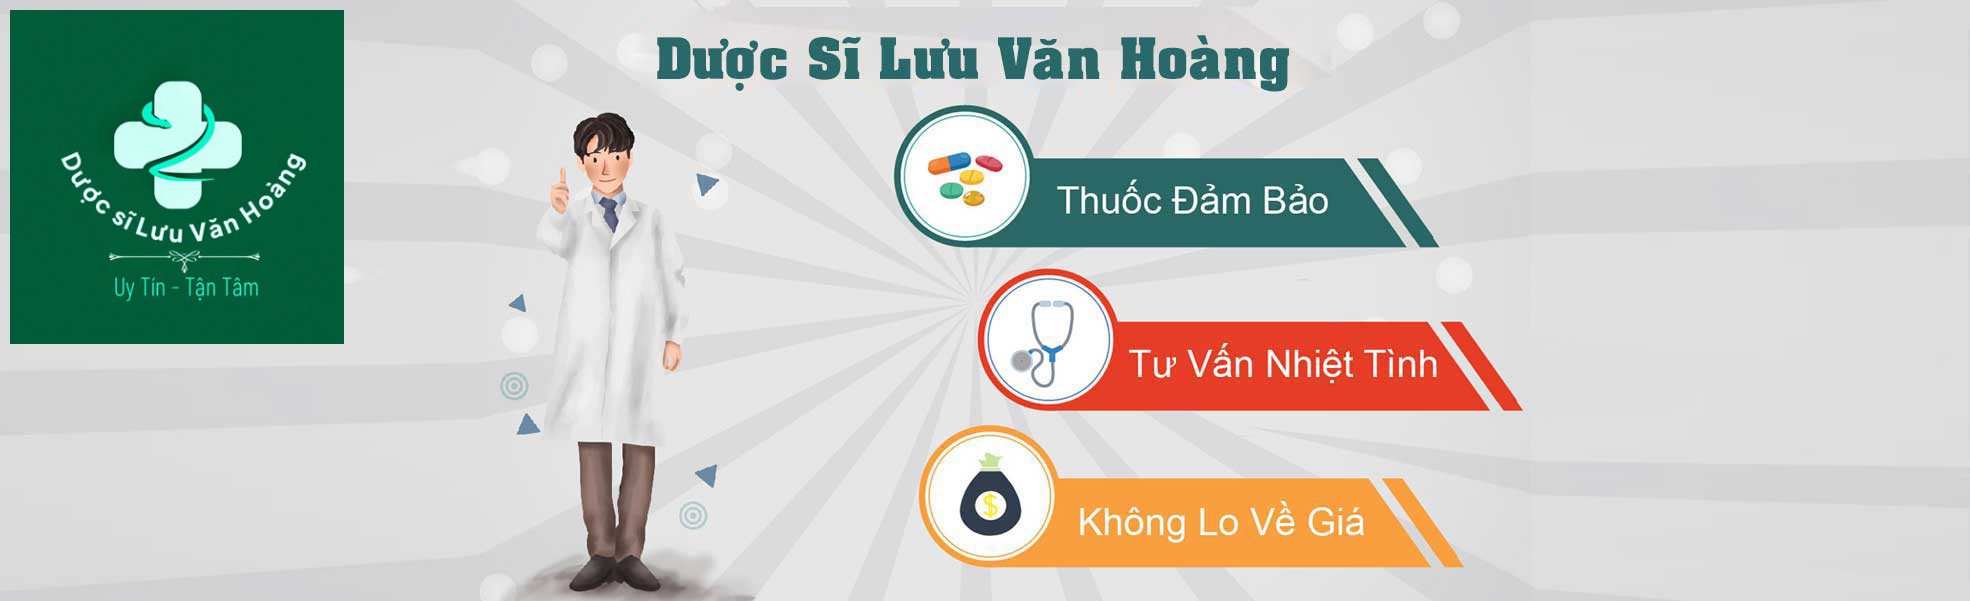 Dược sĩ Lưu Văn Hoàng
Uy Tín - Tận Tâm
Dược Sĩ Lưu Văn Hoàng
Thuốc Đảm Bảo
Tư Vấn Nhiệt Tình
Không Lo Về Giá
$